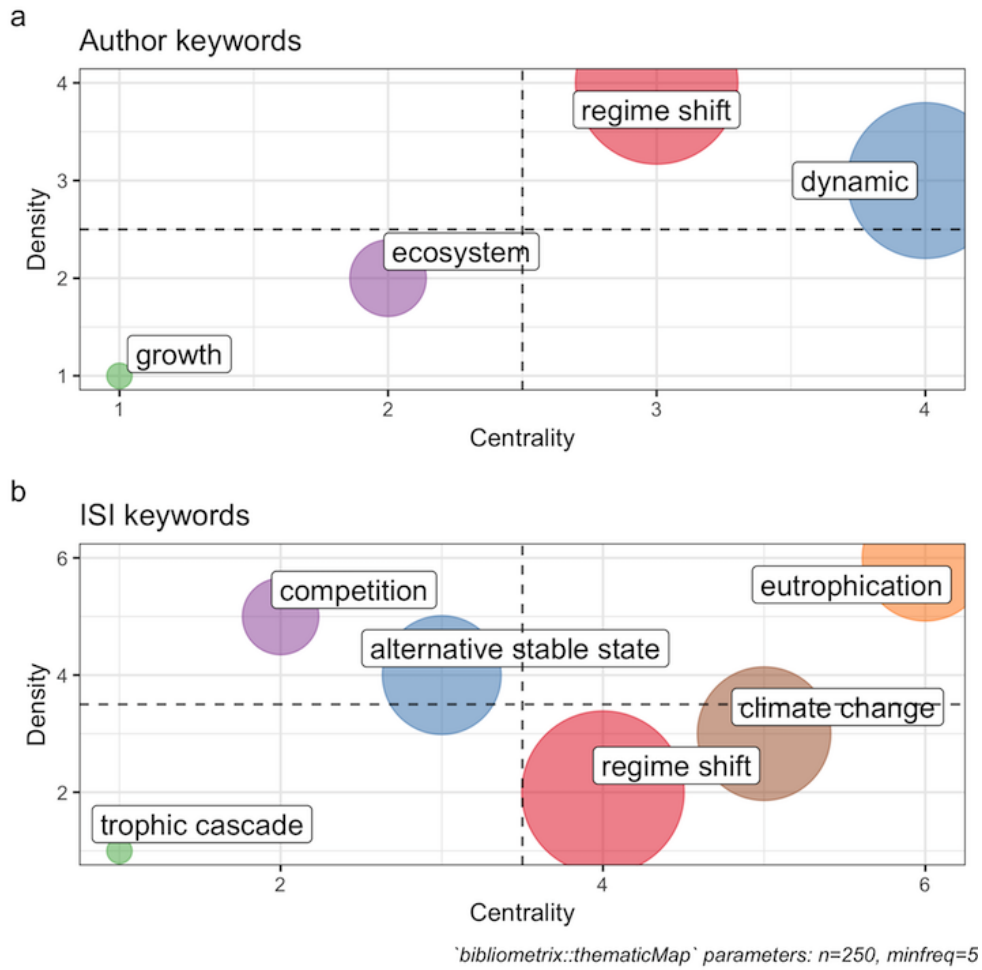 a
Author keywords
4
regime shift
3
dynamic
Density
ecosystem
2
growth
1
1 2 3 4
Centrality
b
ISI keywords
6
competition
eutrophication
alternative stable state
4
Density
climate change
regime shift
2
trophic cascade
2 4 6
Centrality
`bibliometrix::thematicMap` parameters: n=250, minfreq=5